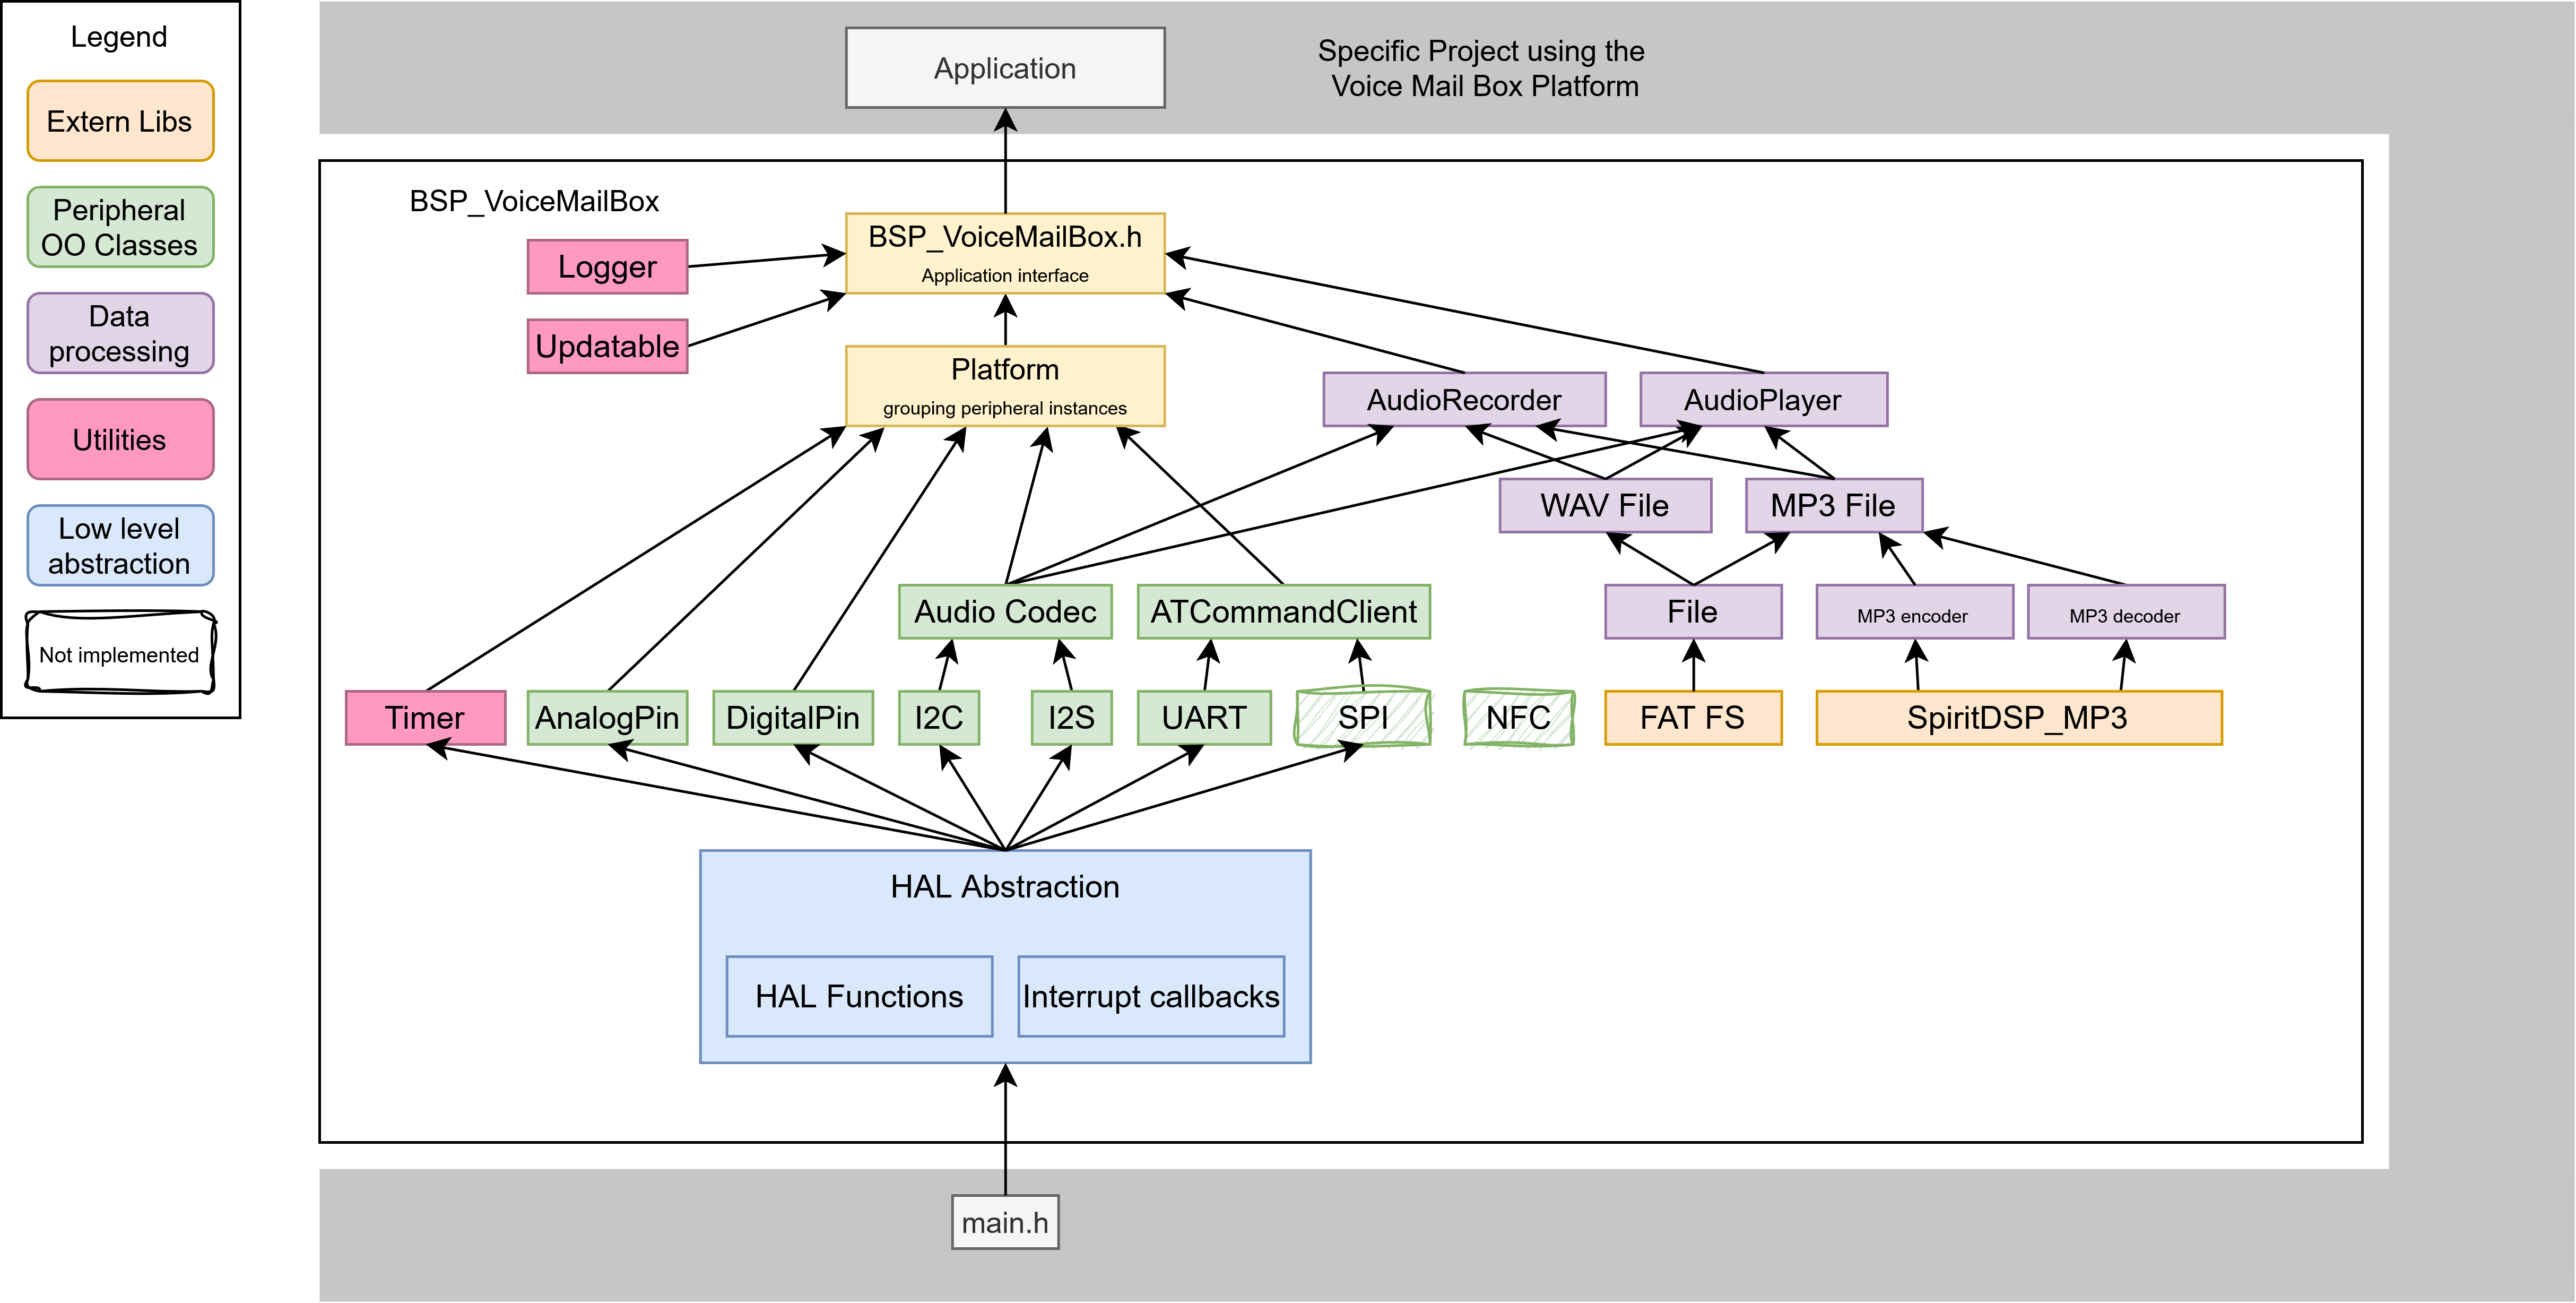 Legend
Extern Libs
Peripheral
OO Classes
Data
processing
Utilities
Low level
abstraction
Not implemented
Application
Specific Project using the
Voice Mail Box Platform
BSP_VoiceMailBox
BSP_VoiceMailBox.h
Application interface
Logger
Updatable
Platform
grouping peripheral instances
AudioRecorder
AudioPlayer
WAV File
MP3 File
Audio Codec
ATCommandClient
File
MP3 encoder
MP3 decoder
Timer
AnalogPin
DigitalPin
I2C
I2S
UART
SPI
NFC
FAT FS
SpiritDSP_MP3
HAL Abstraction
HAL Functions
Interrupt callbacks
main.h